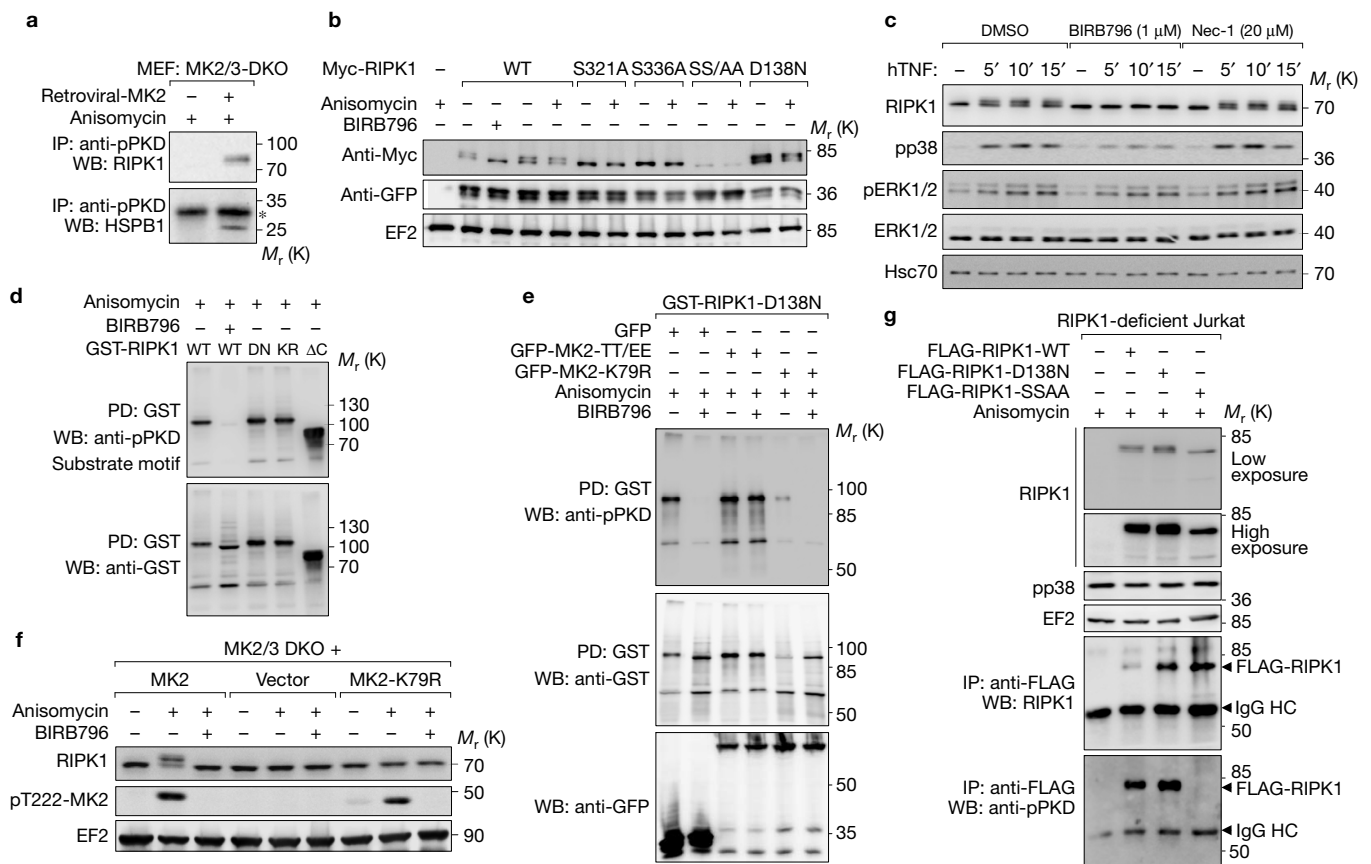 a
MEF: MK2/3-DKO
Retroviral-MK2 – +
Anisomycin + +
IP: anti-pPKD
WB: RIPK1
100
70
IP: anti-pPKD
WB: HSPB1
35
*
25
Mr (K)
b
Myc-RIPK1 – WT S321A S336A SS/AA D138N
Anisomycin + – – + + – + – + – + – +
BIRB796 – – + – – – – – – – – – –
Mr (K)
Anti-Myc 85
Anti-GFP 36
EF2 85
c
DMSO BIRB796 (1 μM) Nec-1 (20 μM)
hTNF: – 5′ 10′ 15′ – 5′ 10′ 15′ – 5′ 10′ 15′ Mr (K)
RIPK1 70
pp38 36
pERK1/2 40
ERK1/2 40
Hsc70 70
d
Anisomycin + + + + +
BIRB796 – + – – –
GST-RIPK1 WT WT DN KR ΔC Mr (K)
PD: GST
WB: anti-pPKD
Substrate motif
130
100
70
PD: GST
WB: anti-GST
130
100
70
e
GST-RIPK1-D138N
GFP + + – – – –
GFP-MK2-TT/EE – – + + – –
GFP-MK2-K79R – – – – + +
Anisomycin + + + + + +
BIRB796 – + – + – +
Mr (K)
PD: GST
WB: anti-pPKD
100
85
50
PD: GST
WB: anti-GST
100
85
50
WB: anti-GFP
50
35
f
MK2/3 DKO +
MK2 Vector MK2-K79R
Anisomycin – + + – + + – + +
BIRB796 – – + – – + – – +
Mr (K)
RIPK1 70
pT222-MK2 50
EF2 90
g
RIPK1-deficient Jurkat
FLAG-RIPK1-WT – + – –
FLAG-RIPK1-D138N – – + –
FLAG-RIPK1-SSAA – – – +
Anisomycin + + + + Mr (K)
RIPK1
85
Low
exposure
85
High
exposure
pp38 36
EF2 85
IP: anti-FLAG
WB: RIPK1
85
FLAG-RIPK1
IgG HC
50
IP: anti-FLAG
WB: anti-pPKD
85
FLAG-RIPK1
IgG HC
50